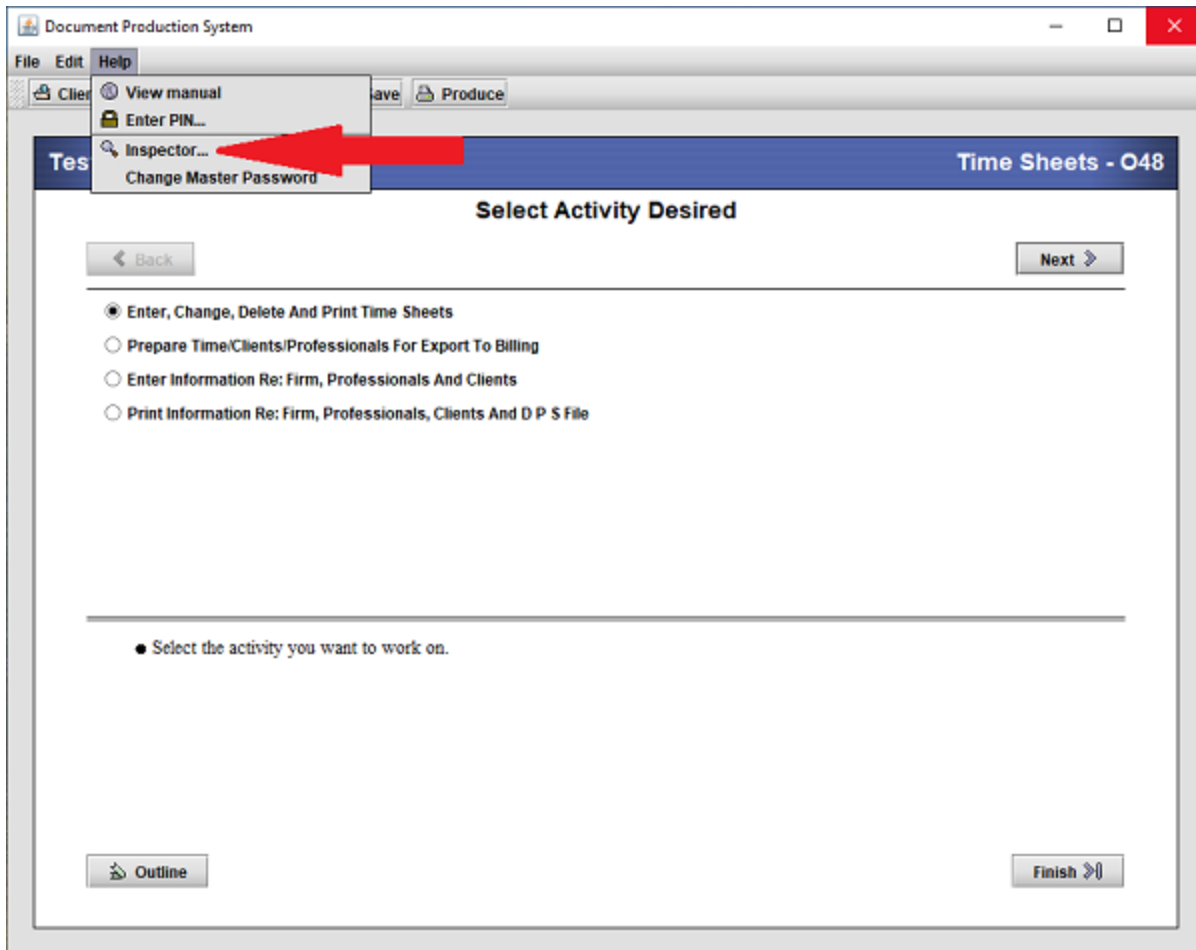 Document Production System
File Edit Help
View manual
Enter PIN...
Inspector...
Change Master Password
Produce
Time Sheets - O48
Select Activity Desired
Back
Next
Enter, Change, Delete And Print Time Sheets
Prepare Time/Clients/Professionals For Export To Billing
Enter Information Re: Firm, Professionals And Clients
Print Information Re: Firm, Professionals, Clients And D P S File
Select the activity you want to work on.
Outline
Finish